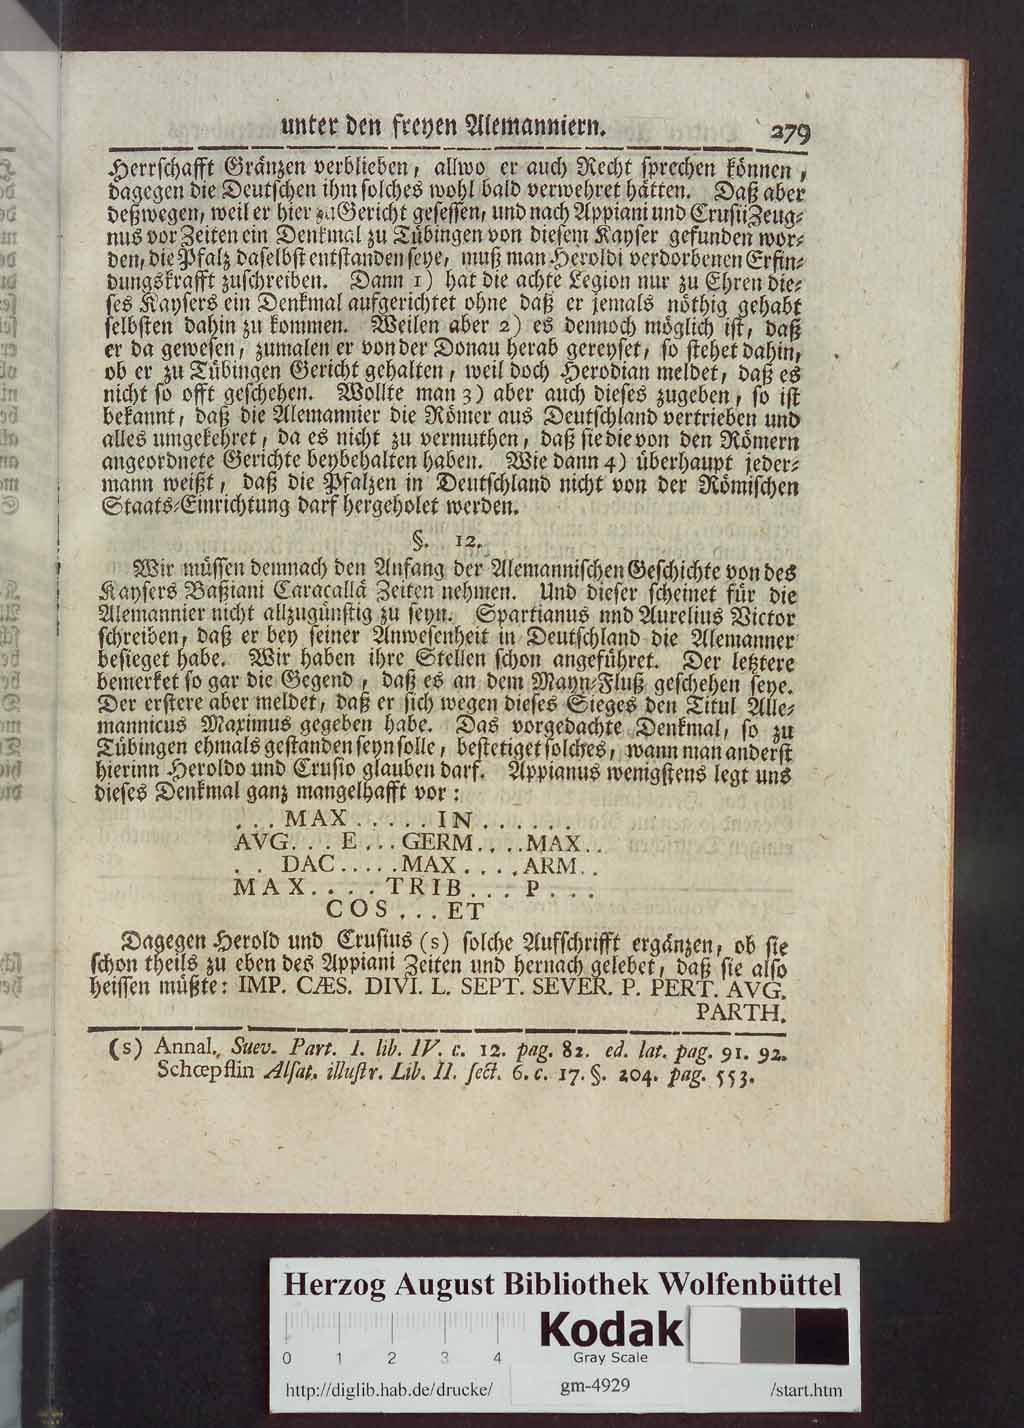 unter den freyen Alemanniern. 279
Herrschafft Gränzen verblieben, allwo er auch Recht sprechen können,
dagegen die Deutschen ihm solches wohl bald verwehret hätten. Daß aber
deßwegen, weil er hier zu Gericht gesessen, und nach Appiani und Crusii Zeug-
nus vor Zeiten ein Denkmal zu Tübingen von diesem Kayser gefunden wor-
den, die Pfalz daselbst entstanden seye, muß man Heroldi verdorbenen Erfin-
dungskrafft zuschreiben. Dann 1) hat die achte Legion nur zu Ehren die-
ses Kaysers ein Denkmal aufgerichtet ohne daß er jemals nöthig gehabt
selbsten dahin zu kommen. Weilen aber 2) es dennoch möglich ist, daß
er da gewesen, zumalen er von der Donau herab gereyset, so stehet dahin,
ob er zu Tübingen Gericht gehalten, weil doch Herodian meldet, daß es
nicht so offt geschehen. Wollte man 3) aber auch dieses zugeben, so ist
bekannt, daß die Alemannier die Römer aus Deutschland vertrieben und
alles umgekehret, da es nicht zu vermuthen, daß sie die von den Römern
angeordnete Gerichte beybehalten haben. Wie dann 4) überhaupt jeder-
mann weißt, daß die Pfalzen in Deutschland nicht von der Römischen
Staats-Einrichtung darf hergeholet werden.
§. 12.
Wir müssen demnach den Anfang der Alemannischen Geschichte von des
Kaysers Baßiani Caracallä Zeiten nehmen. Und dieser scheinet für die
Alemannier nicht allzugünstig zu seyn. Spartianus und Aurelius Victor
schreiben, daß er bey seiner Anwesenheit in Deutschland die Alemanner
besieget habe. Wir haben ihre Stellen schon angeführet. Der letztere
bemerket so gar die Gegend, daß es an dem Mayn-Fluß geschehen seye.
Der erstere aber meldet, daß er sich wegen dieses Sieges den Titul Alle-
mannicus Maximus gegeben habe. Das vorgedachte Denkmal, so zu
Tübingen ehmals gestanden seyn solle, bestetiget solches, wann man anderst
hierinn Heroldo und Crusio glauben darf. Appianus wenigstens legt uns
dieses Denkmal ganz mangelhafft vor:
. . . MAX . . . . . IN . . . . . .
AVG. . . E . . . GERM. . . . MAX. .
. . DAC . . . . . MAX . . . . ARM. .
MAX. . . . TRIB . . . P . . .
COS . . . ET
Dagegen Herold und Crusius (s) solche Aufschrifft ergänzen, ob sie
schon theils zu eben des Appiani Zeiten und hernach gelebet, daß sie also
heissen müßte: IMP. CÆS. DIVI. L. SEPT. SEVER. P. PERT. AVG.
PARTH.
(s) Annal. Suev. Part. I. lib. IV. c. 12. pag. 82. ed. lat. pag. 91. 92.
Schœpflin Alsat. illustr. Lib. II. sect. 6. c. 17. §. 204. pag. 553.
Herzog August Bibliothek Wolfenbüttel
Kodak
Gray Scale
0 1 2 3 4
http://diglib.hab.de/drucke/ gm-4929 /start.htm